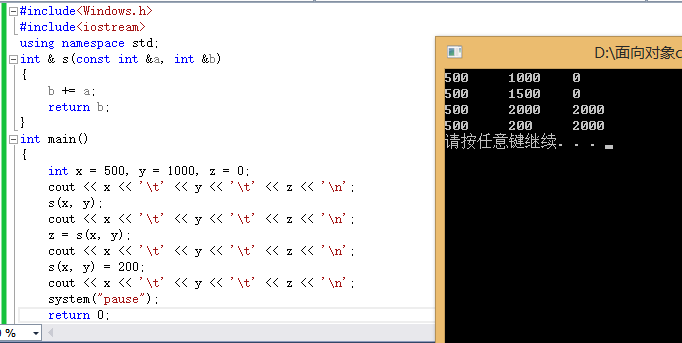 #include<Windows.h>
#include<iostream>
using namespace std;
int & s(const int &a, int &b)
{
b += a;
return b;
}
int main()
{
int x = 500, y = 1000, z = 0;
cout << x << '\t' << y << '\t' << z << '\n';
s(x, y);
cout << x << '\t' << y << '\t' << z << '\n';
z = s(x, y);
cout << x << '\t' << y << '\t' << z << '\n';
s(x, y) = 200;
cout << x << '\t' << y << '\t' << z << '\n';
system("pause");
return 0;
%
D:\面向对象c
500 1000 0
500 1500 0
500 2000 2000
500 200 2000
请按任意键继续. . .